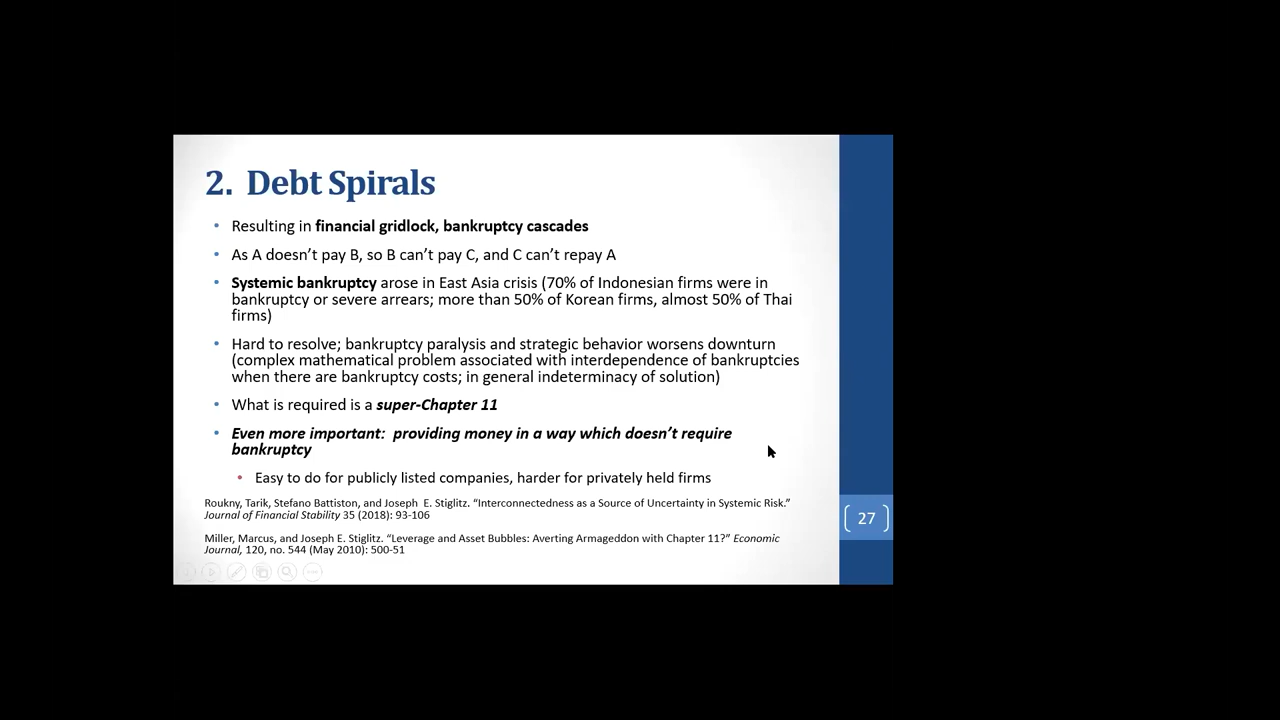 2. Debt Spirals
• Resulting in financial gridlock, bankruptcy cascades
• As A doesn’t pay B, so B can’t pay C, and C can’t repay A
• Systemic bankruptcy arose in East Asia crisis (70% of Indonesian firms were in
bankruptcy or severe arrears; more than 50% of Korean firms, almost 50% of Thai
firms)
• Hard to resolve; bankruptcy paralysis and strategic behavior worsens downturn
(complex mathematical problem associated with interdependence of bankruptcies
when there are bankruptcy costs; in general indeterminacy of solution)
• What is required is a super-Chapter 11
• Even more important: providing money in a way which doesn’t require
bankruptcy
• Easy to do for publicly listed companies, harder for privately held firms
Roukny, Tarik, Stefano Battiston, and Joseph E. Stiglitz. “Interconnectedness as a Source of Uncertainty in Systemic Risk.”
Journal of Financial Stability 35 (2018): 93-106
Miller, Marcus, and Joseph E. Stiglitz. “Leverage and Asset Bubbles: Averting Armageddon with Chapter 11?” Economic
Journal, 120, no. 544 (May 2010): 500-51
27